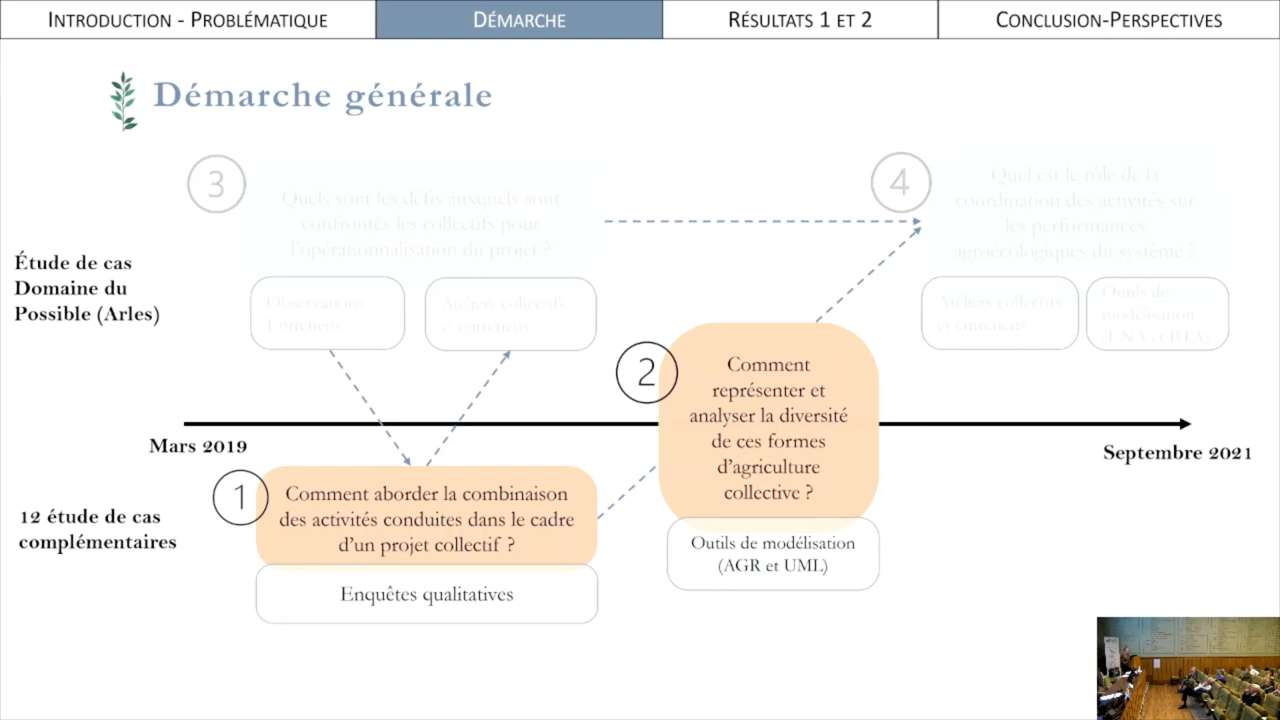 INTRODUCTION - PROBLÉMATIQUE
DÉMARCHE
RÉSULTATS 1 ET 2
CONCLUSION-PERSPECTIVES
Démarche générale
3
Quels sont les défis auxquels sont
confrontés les collectifs pour
l'opérationnalisation du projet ?
4
Quel est le rôle de la
coordination des activités sur
les performances
agroécologiques du système ?
Étude de cas
Domaine du
Possible (Arles)
Observations
Entretiens
Ateliers collectifs
et entretiens
Ateliers collectifs
et entretiens
Outils de
modélisation
(ENA et BTA)
2
Comment
représenter et
analyser la diversité
de ces formes
d'agriculture
collective ?
Mars 2019
Septembre 2021
1
Comment aborder la combinaison
des activités conduites dans le cadre
d'un projet collectif ?
12 étude de cas
complémentaires
Outils de modélisation
(AGR et UML)
Enquêtes qualitatives